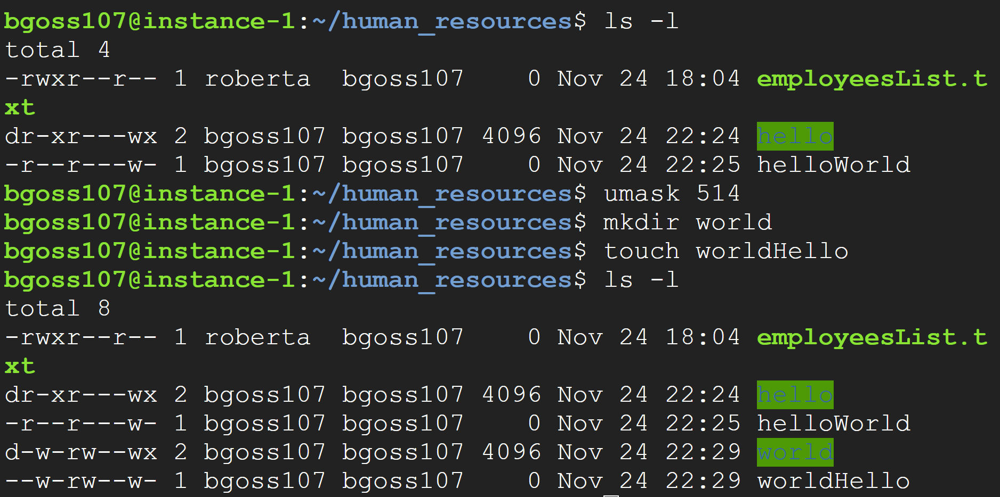 bgoss107@instance-1:~/human_resources$ ls -l
total 4
-rwxr--r-- 1 roberta  bgoss107    0 Nov 24 18:04 employeesList.t
xt
dr-xr---wx 2 bgoss107 bgoss107 4096 Nov 24 22:24 hello
-r--r---w- 1 bgoss107 bgoss107    0 Nov 24 22:25 helloWorld
bgoss107@instance-1:~/human_resources$ umask 514
bgoss107@instance-1:~/human_resources$ mkdir world
bgoss107@instance-1:~/human_resources$ touch worldHello
bgoss107@instance-1:~/human_resources$ ls -l
total 8
-rwxr--r-- 1 roberta  bgoss107    0 Nov 24 18:04 employeesList.t
xt
dr-xr---wx 2 bgoss107 bgoss107 4096 Nov 24 22:24 hello
-r--r---w- 1 bgoss107 bgoss107    0 Nov 24 22:25 helloWorld
d-w-rw--wx 2 bgoss107 bgoss107 4096 Nov 24 22:29 world
--w-rw--w- 1 bgoss107 bgoss107    0 Nov 24 22:29 worldHello